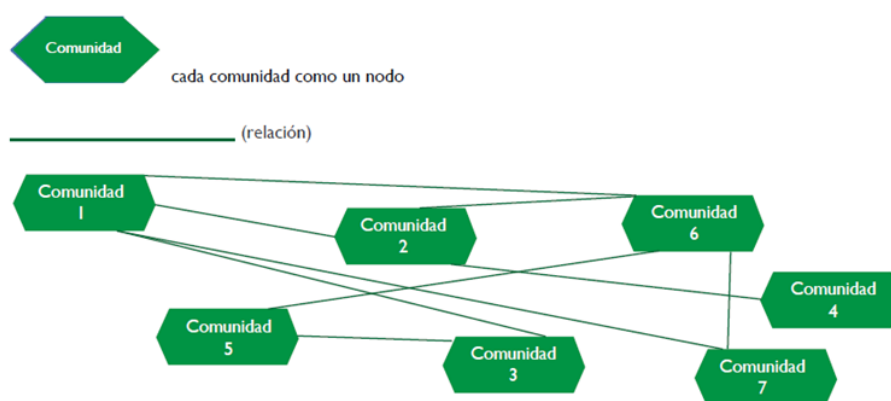 Comunidad
cada comunidad como un nodo
(relación)
Comunidad
1
Comunidad
2
Comunidad
6
Comunidad
4
Comunidad
5
Comunidad
3
Comunidad
7